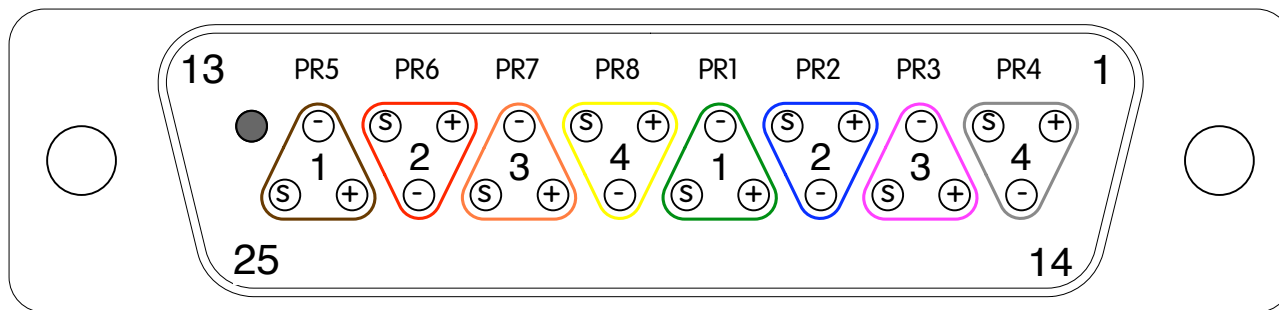 13 PR5 PR6 PR7 PR8 PR1 PR2 PR3 PR4 1
- S + - S + - S + - S +
1 2 3 4 1 2 3 4
S + - S + - S + - S + -
25 14